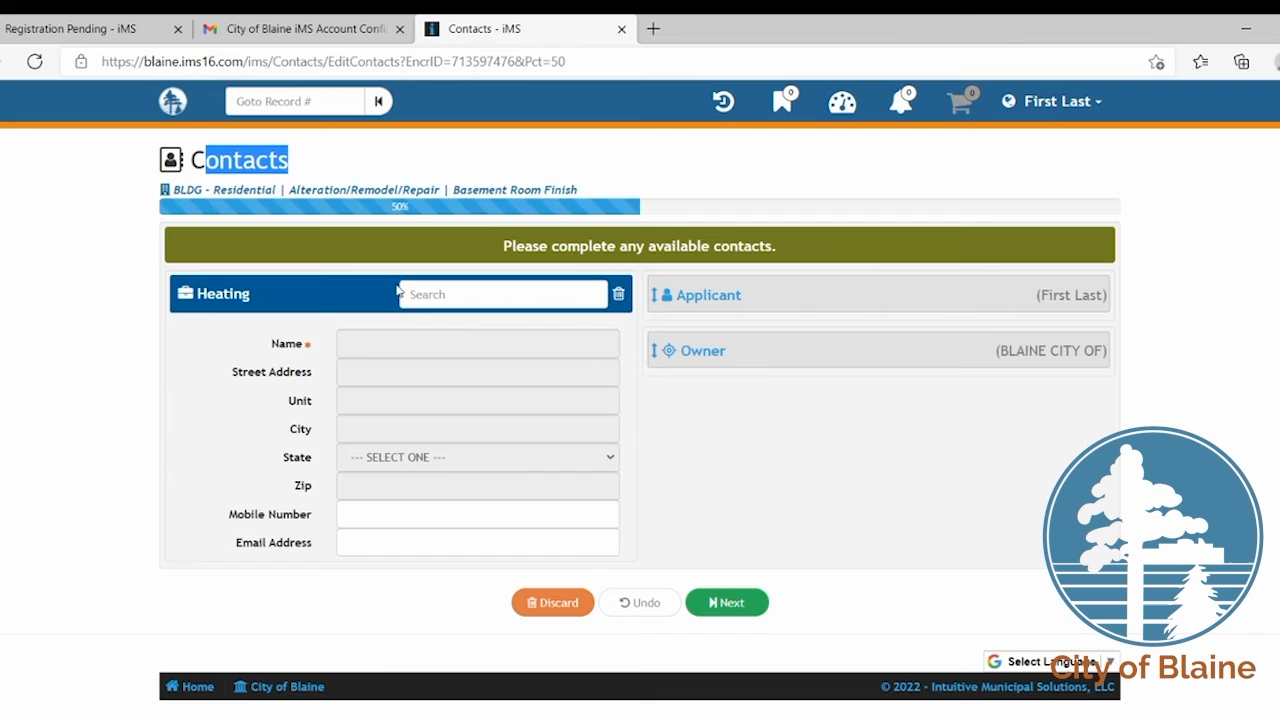 Registration Pending - iMS
City of Blaine iMS Account Confi
Contacts - iMS
https://blaine.ims16.com/ims/Contacts/EditContacts?EncrID=713597476&Pct=50
Goto Record #
0
0
0
First Last
Contacts
BLDG - Residential | Alteration/Remodel/Repair | Basement Room Finish
50%
Please complete any available contacts.
Heating
Search
Applicant
(First Last)
Owner
(BLAINE CITY OF)
Name *
Street Address
Unit
City
State
--- SELECT ONE ---
Zip
Mobile Number
Email Address
Discard
Undo
Next
Select Language
City of Blaine
Home
City of Blaine
© 2022 - Intuitive Municipal Solutions, LLC